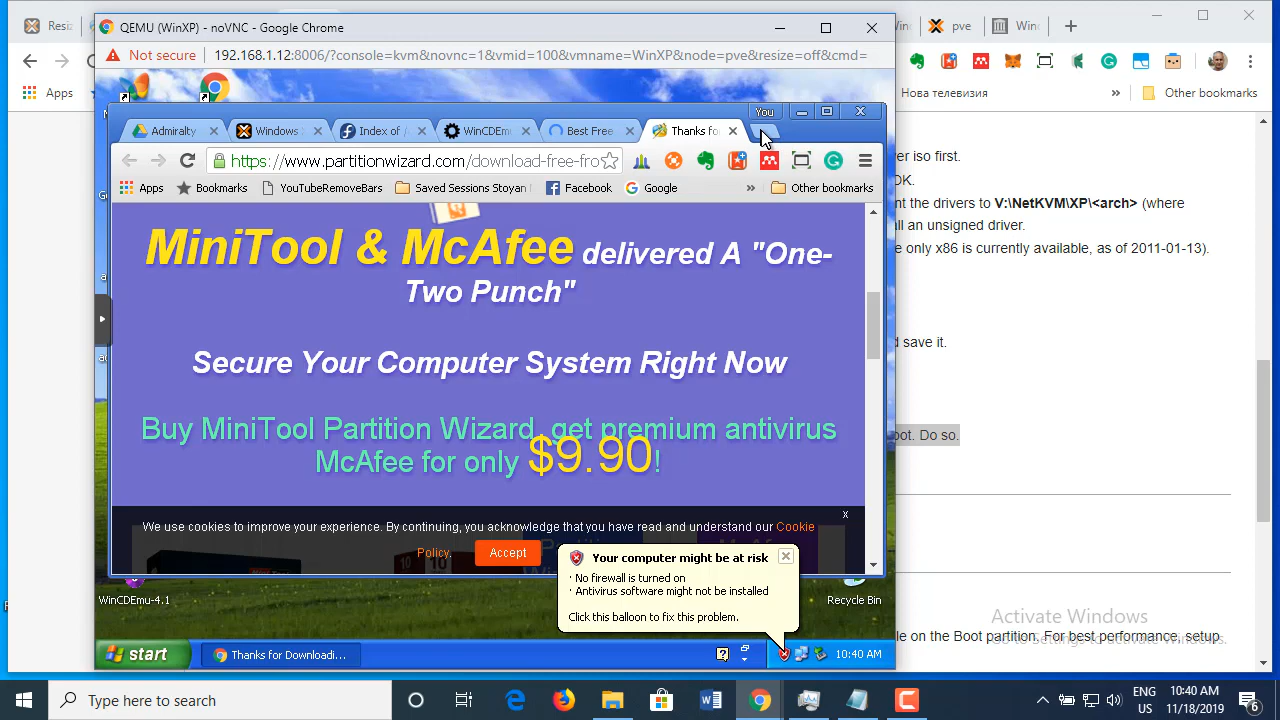 Resiz
pve
Winc
QEMU (WinXP) - noVNC - Google Chrome
Not secure
192.168.1.12:8006/?console=kvm&novnc=1&vmid=100&vmname=WinXP&node=pve&resize=off&cmd=
Apps
Нова телевизия
»
Other bookmarks
You
Admiralty
Windows
Index of /
WinCDEm
Best Free
Thanks fo
https://www.partitionwizard.com/download-free-fro
Apps
Bookmarks
YouTubeRemoveBars
Saved Sessions Stoyan
Facebook
Google
»
Other bookmarks
er iso first.
OK.
nt the drivers to V:\NetKVM\XP\<arch> (where
all an unsigned driver.
e only x86 is currently available, as of 2011-01-13).
d save it.
oot. Do so.
MiniTool & McAfee delivered A "One-
Two Punch"
Secure Your Computer System Right Now
Buy MiniTool Partition Wizard, get premium antivirus
McAfee for only $9.90!
x
We use cookies to improve your experience. By continuing, you acknowledge that you have read and understand our Cookie
Policy.
Accept
Your computer might be at risk
· No firewall is turned on
· Antivirus software might not be installed
Click this balloon to fix this problem.
WinCDEmu-4.1
Recycle Bin
Activate Windows
le on the Boot partition. For best performance, setup
start
Thanks for Downloadi...
10:40 AM
Type here to search
ENG
US
10:40 AM
11/18/2019
6